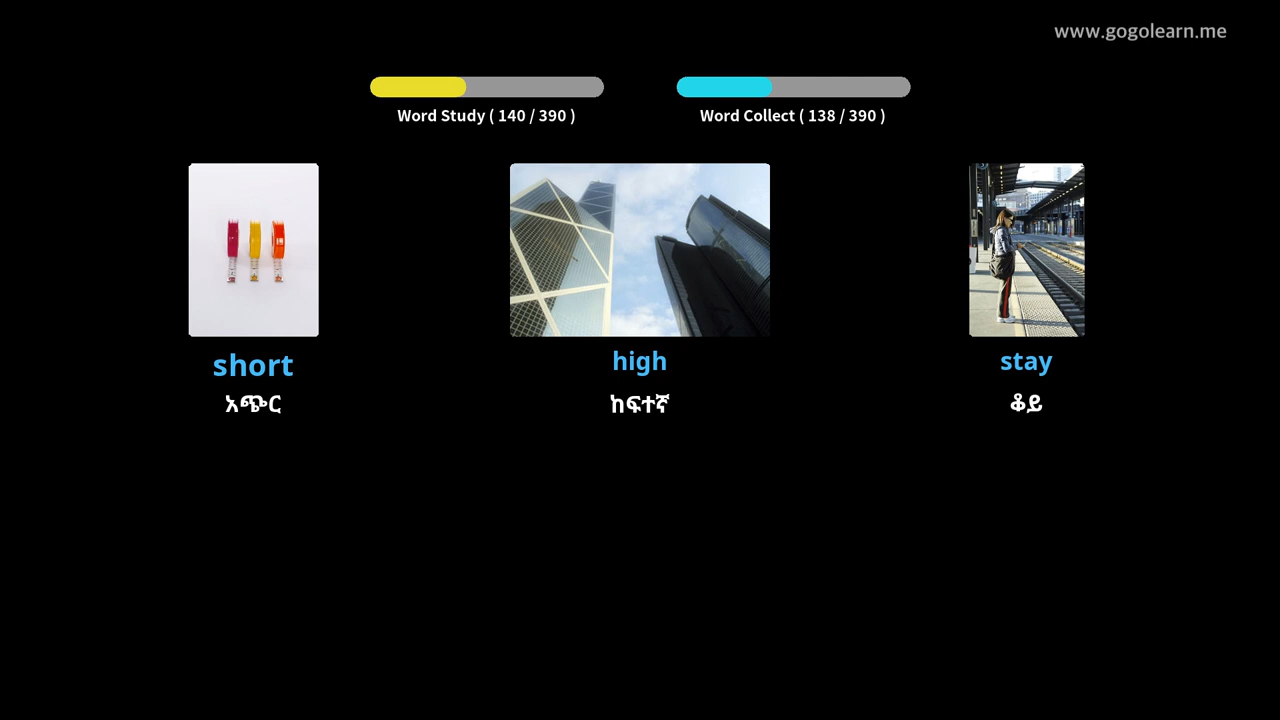 www.gogolearn.me
Word Study ( 140 / 390 )
Word Collect ( 138 / 390 )
short
high
stay
አጭር
ከፍተኛ
ቆይ